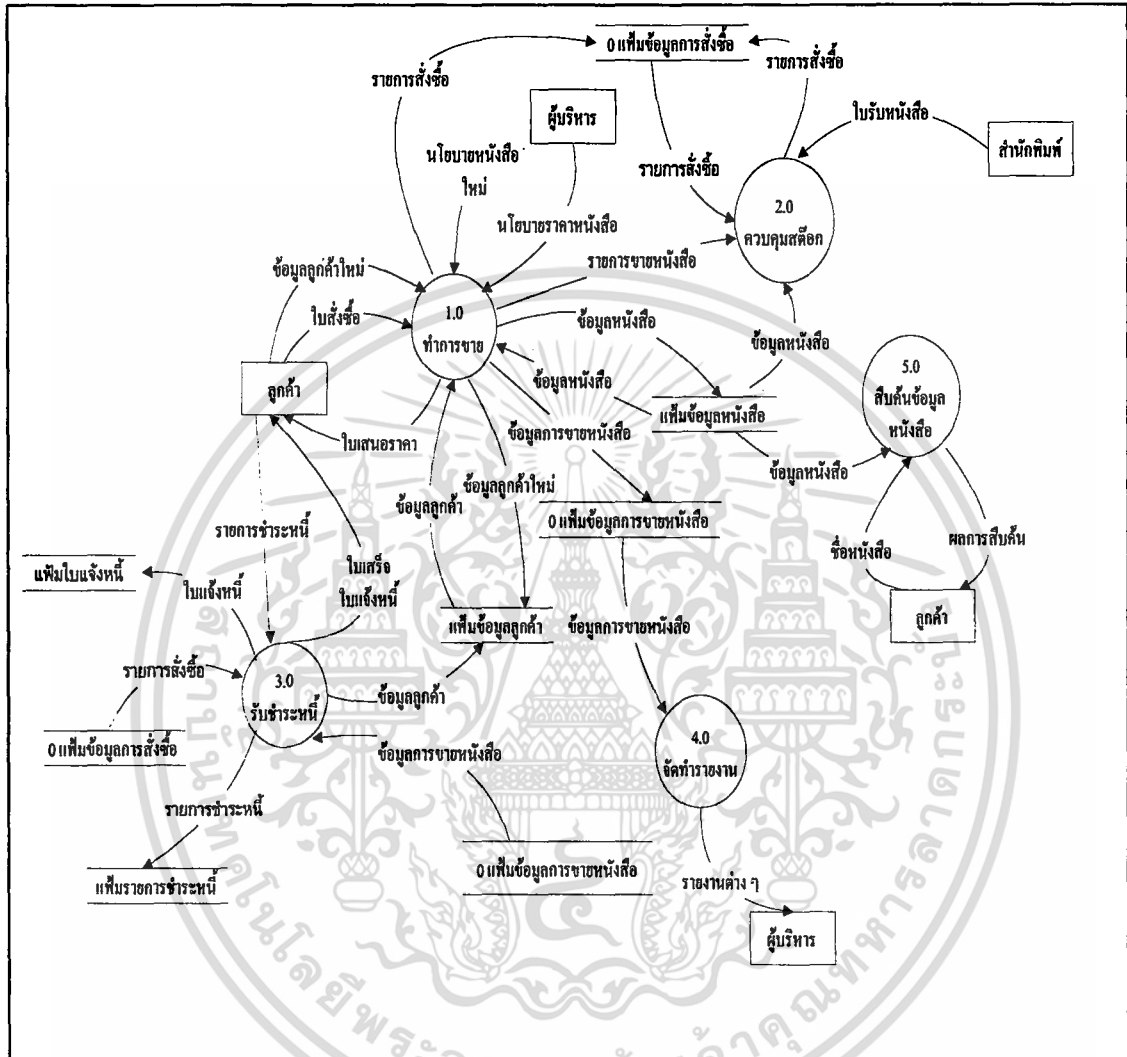 0 แฟ้มข้อมูลการสั่งซื้อ
รายการสั่งซื้อ
รายการสั่งซื้อ
ผู้บริหาร
ใบรับหนังสือ
สำนักพิมพ์
นโยบายหนังสือ
ใหม่
รายการสั่งซื้อ
2.0
ควบคุมสต๊อก
นโยบายราคาหนังสือ
รายการขายหนังสือ
ข้อมูลลูกค้าใหม่
ใบสั่งซื้อ
1.0
ทำการขาย
ข้อมูลหนังสือ
ข้อมูลหนังสือ
ข้อมูลหนังสือ
5.0
สืบค้นข้อมูล
หนังสือ
ลูกค้า
แฟ้มข้อมูลหนังสือ
ใบเสนอราคา
ข้อมูลการขายหนังสือ
ข้อมูลหนังสือ
ข้อมูลลูกค้า
ข้อมูลลูกค้าใหม่
0 แฟ้มข้อมูลการขายหนังสือ
รายการชำระหนี้
ชื่อหนังสือ
ผลการสืบค้น
แฟ้มใบแจ้งหนี้
ใบแจ้งหนี้
ใบเสร็จ
ใบแจ้งหนี้
แฟ้มข้อมูลลูกค้า
ข้อมูลการขายหนังสือ
ลูกค้า
รายการสั่งซื้อ
3.0
รับชำระหนี้
ข้อมูลลูกค้า
0 แฟ้มข้อมูลการสั่งซื้อ
ข้อมูลการขายหนังสือ
4.0
จัดทำรายงาน
รายการชำระหนี้
แฟ้มรายการชำระหนี้
0 แฟ้มข้อมูลการขายหนังสือ
รายงานต่าง ๆ
ผู้บริหาร